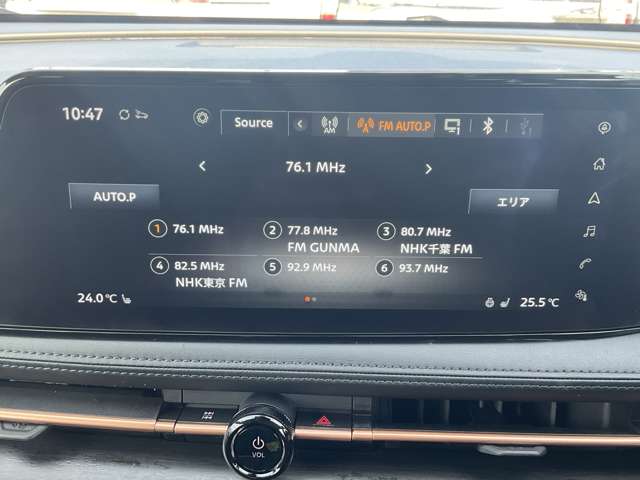 10:47 Source AM FM AUTO.P
76.1 MHz
AUTO.P エリア
1 76.1 MHz 2 77.8 MHz 3 80.7 MHz
FM GUNMA NHK千葉 FM
4 82.5 MHz 5 92.9 MHz 6 93.7 MHz
NHK東京 FM
24.0℃ 25.5℃
VOL